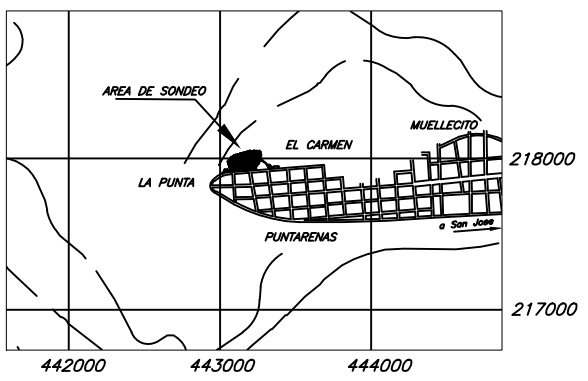 AREA DE SONDEO
MUELLECITO
EL CARMEN
218000
LA PUNTA
PUNTARENAS
a San Jose
217000
442000
443000
444000